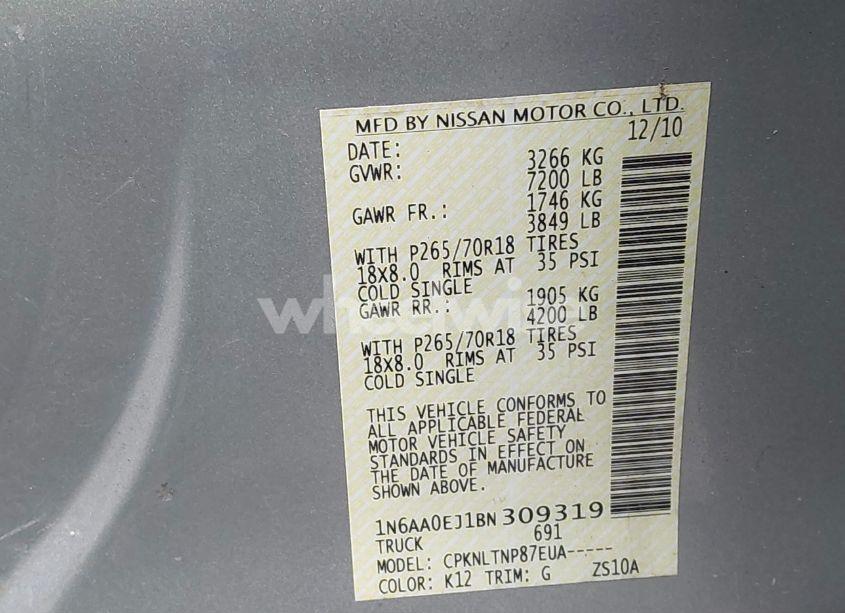 MFD BY NISSAN MOTOR CO., LTD.
DATE: 12/10
GVWR: 3266 KG
7200 LB
GAWR FR.: 1746 KG
3849 LB
WITH P265/70R18 TIRES
18X8.0 RIMS AT 35 PSI
COLD SINGLE
GAWR RR.: 1905 KG
4200 LB
WITH P265/70R18 TIRES
18X8.0 RIMS AT 35 PSI
COLD SINGLE
THIS VEHICLE CONFORMS TO
ALL APPLICABLE FEDERAL
MOTOR VEHICLE SAFETY
STANDARDS IN EFFECT ON
THE DATE OF MANUFACTURE
SHOWN ABOVE.
1N6AA0EJ1BN309319
TRUCK 691
MODEL: CPKNLTNP87EUA-----
COLOR: K12 TRIM: G ZS10A